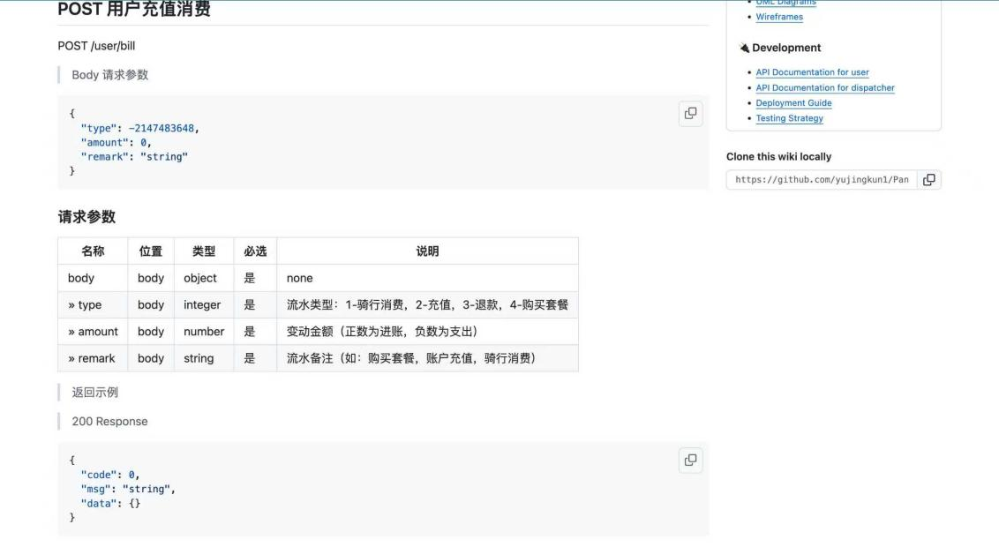 POST 用户充值消费
POST /user/bill
Body 请求参数
{
"type": -2147483648,
"amount": 0,
"remark": "string"
}
请求参数
名称 位置 类型 必选 说明
body body object 是 none
» type body integer 是 流水类型：1-骑行消费，2-充值，3-退款，4-购买套餐
» amount body number 是 变动金额（正数为进账，负数为支出）
» remark body string 是 流水备注（如：购买套餐，账户充值，骑行消费）
返回示例
200 Response
{
"code": 0,
"msg": "string",
"data": {}
}
UML Diagrams
Wireframes
Development
API Documentation for user
API Documentation for dispatcher
Deployment Guide
Testing Strategy
Clone this wiki locally
https://github.com/yujingkun1/Pan